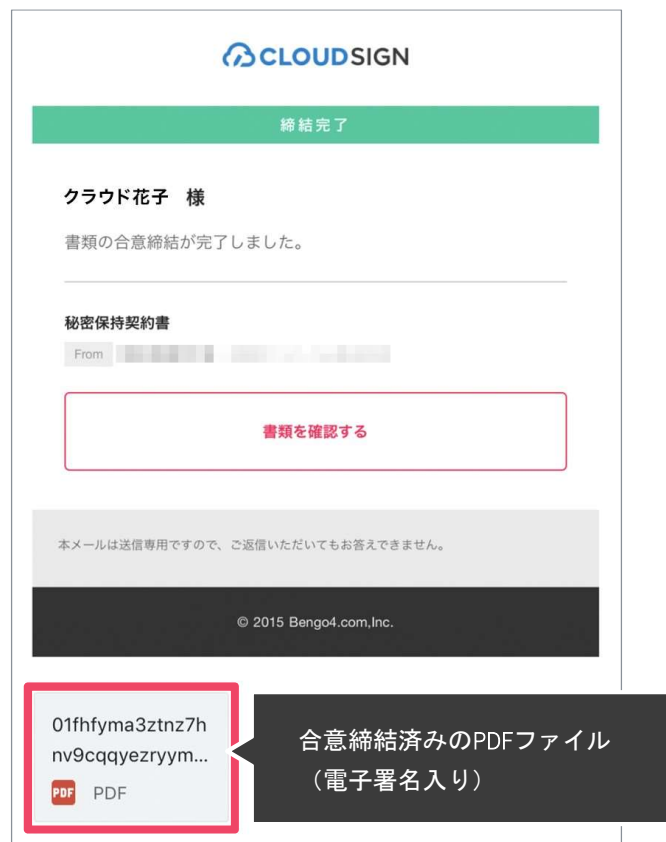 CLOUDSIGN
締結完了
クラウド花子　様
書類の合意締結が完了しました。
秘密保持契約書
From
書類を確認する
本メールは送信専用ですので、ご返信いただいてもお答えできません。
© 2015 Bengo4.com,Inc.
01fhfyma3ztnz7h
nv9cqqyezryym...
PDF PDF
合意締結済みのPDFファイル
（電子署名入り）